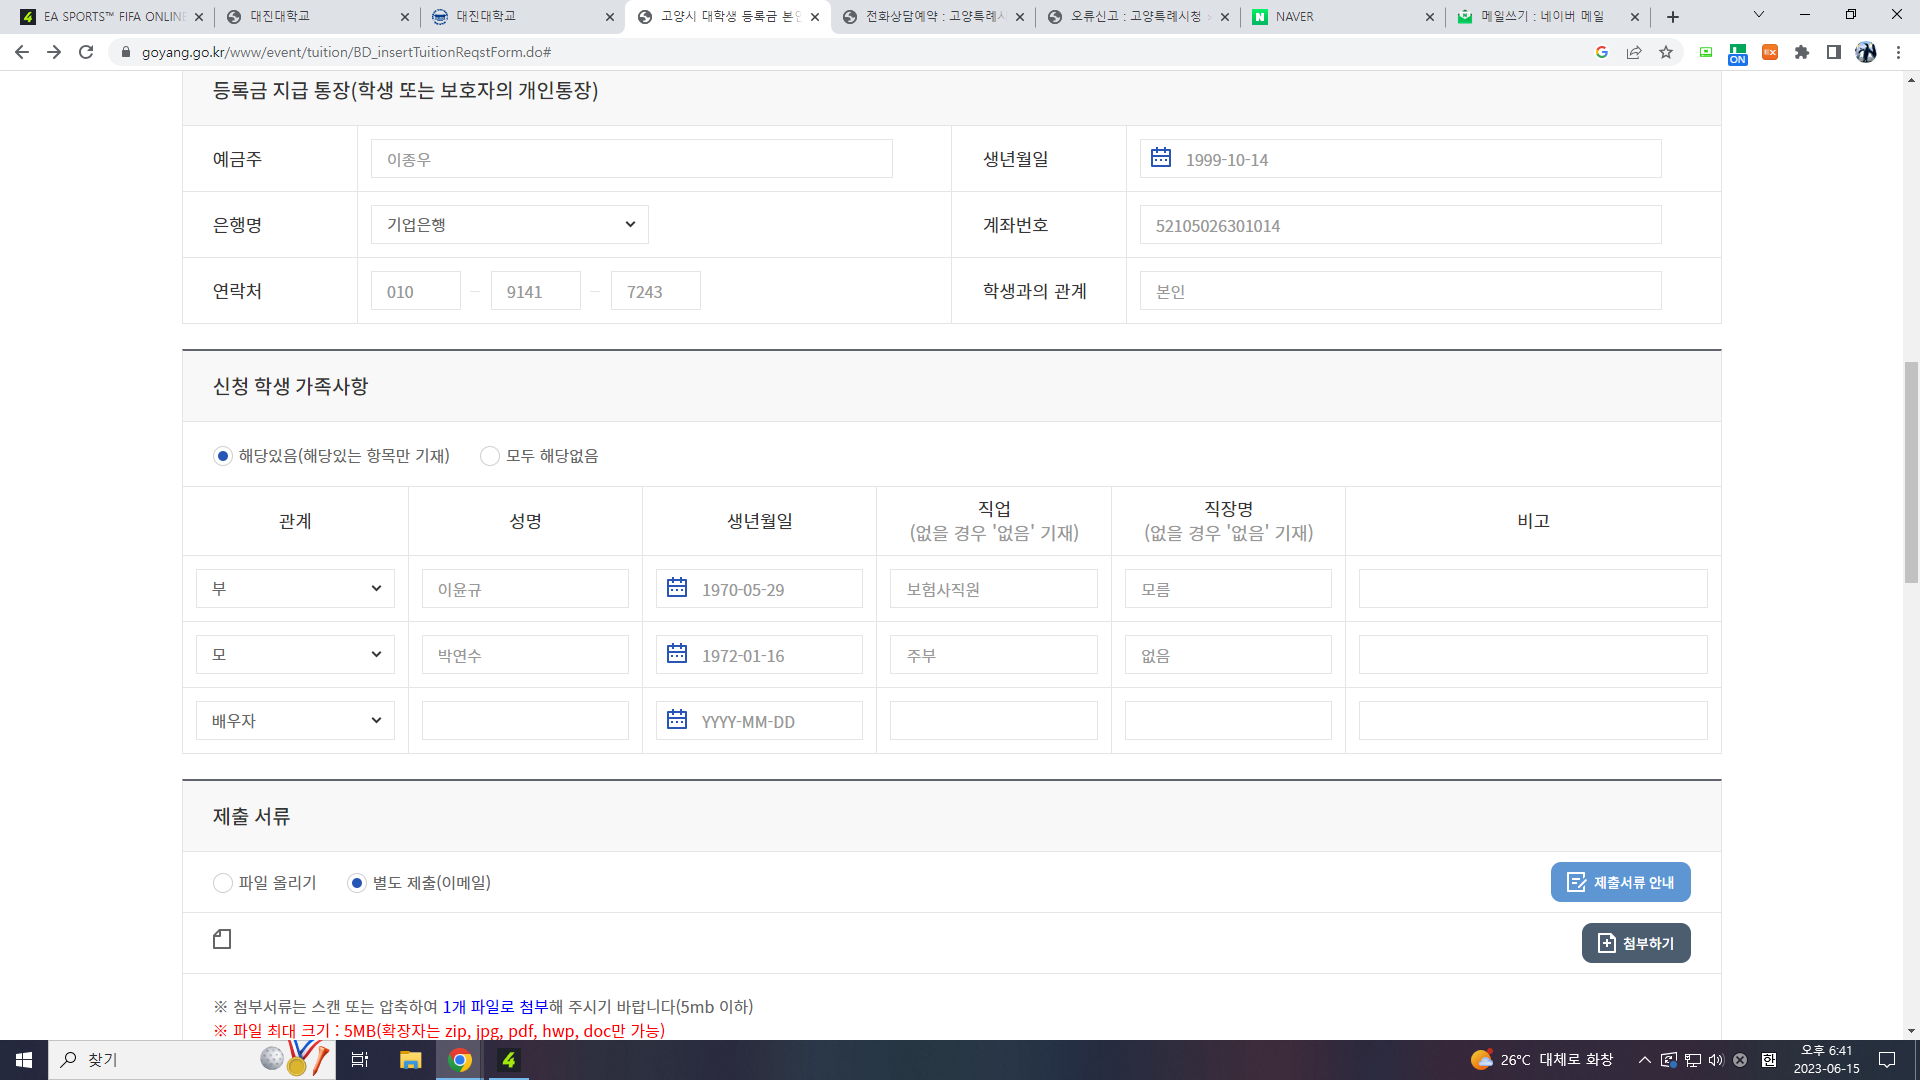 EA SPORTS™ FIFA ONLINE
대진대학교
대진대학교
고양시 대학생 등록금 본인
전화상담예약 : 고양특례시
오류신고 : 고양특례시청
NAVER
메일쓰기 : 네이버 메일
goyang.go.kr/www/event/tuition/BD_insertTuitionReqstForm.do#
ON
EX
등록금 지급 통장(학생 또는 보호자의 개인통장)
예금주 이종우 생년월일 1999-10-14
은행명 기업은행 계좌번호 52105026301014
연락처 010 9141 7243 학생과의 관계 본인
신청 학생 가족사항
해당있음(해당있는 항목만 기재) 모두 해당없음
관계 성명 생년월일 직업 직장명 비고
(없을 경우 '없음' 기재) (없을 경우 '없음' 기재)
부 이윤규 1970-05-29 보험사직원 모름
모 박연수 1972-01-16 주부 없음
배우자 YYYY-MM-DD
제출 서류
파일 올리기 별도 제출(이메일) 제출서류 안내
첨부하기
※ 첨부서류는 스캔 또는 압축하여 1개 파일로 첨부해 주시기 바랍니다(5mb 이하)
※ 파일 최대 크기 : 5MB(확장자는 zip, jpg, pdf, hwp, doc만 가능)
찾기
26°C 대체로 화창
한
오후 6:41
2023-06-15